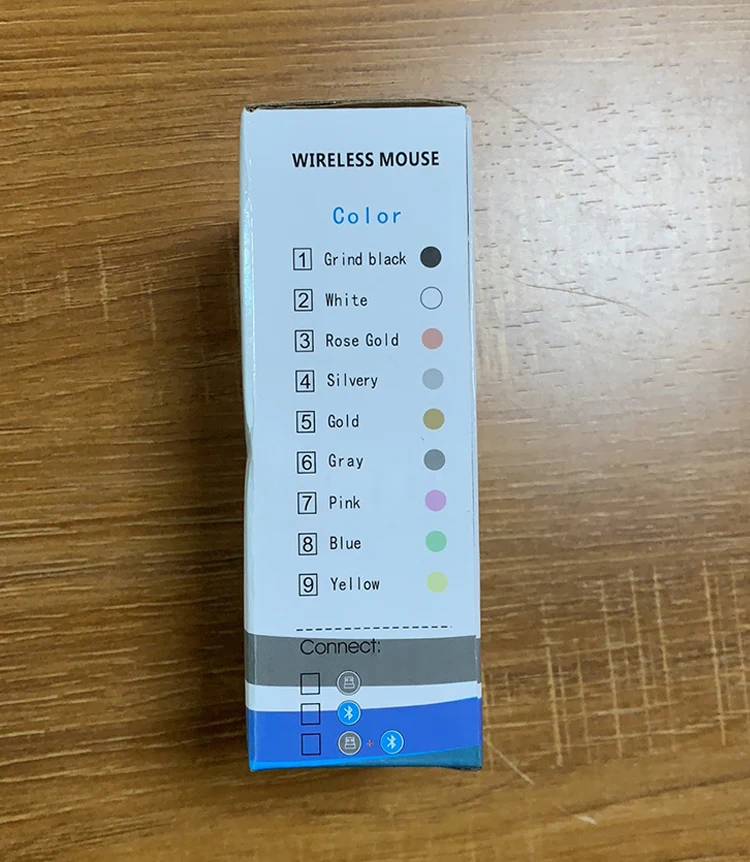 WIRELESS MOUSE
Color
1 Grind black
2 White
3 Rose Gold
4 Silvery
5 Gold
6 Gray
7 Pink
8 Blue
9 Yellow
Connect:
+